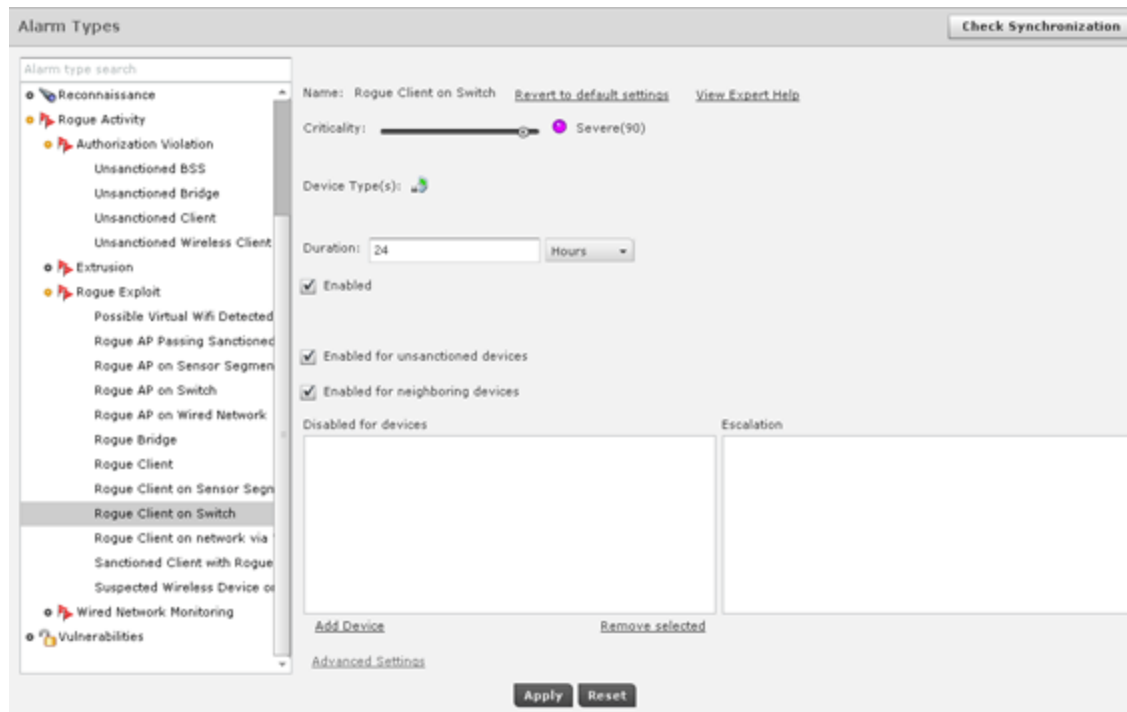 Alarm Types
Check Synchronization
Alarm type search
Reconnaissance
Rogue Activity
Authorization Violation
Unsanctioned BSS
Unsanctioned Bridge
Unsanctioned Client
Unsanctioned Wireless Client
Extrusion
Rogue Exploit
Possible Virtual Wifi Detected
Rogue AP Passing Sanctioned
Rogue AP on Sensor Segmen
Rogue AP on Switch
Rogue AP on Wired Network
Rogue Bridge
Rogue Client
Rogue Client on Sensor Segn
Rogue Client on Switch
Rogue Client on network via
Sanctioned Client with Rogue
Suspected Wireless Device o
Wired Network Monitoring
Vulnerabilities
Name: Rogue Client on Switch Revert to default settings View Expert Help
Criticality: Severe(90)
Device Type(s):
Duration: 24 Hours
Enabled
Enabled for unsanctioned devices
Enabled for neighboring devices
Disabled for devices Escalation
Add Device Remove selected
Advanced Settings
Apply Reset